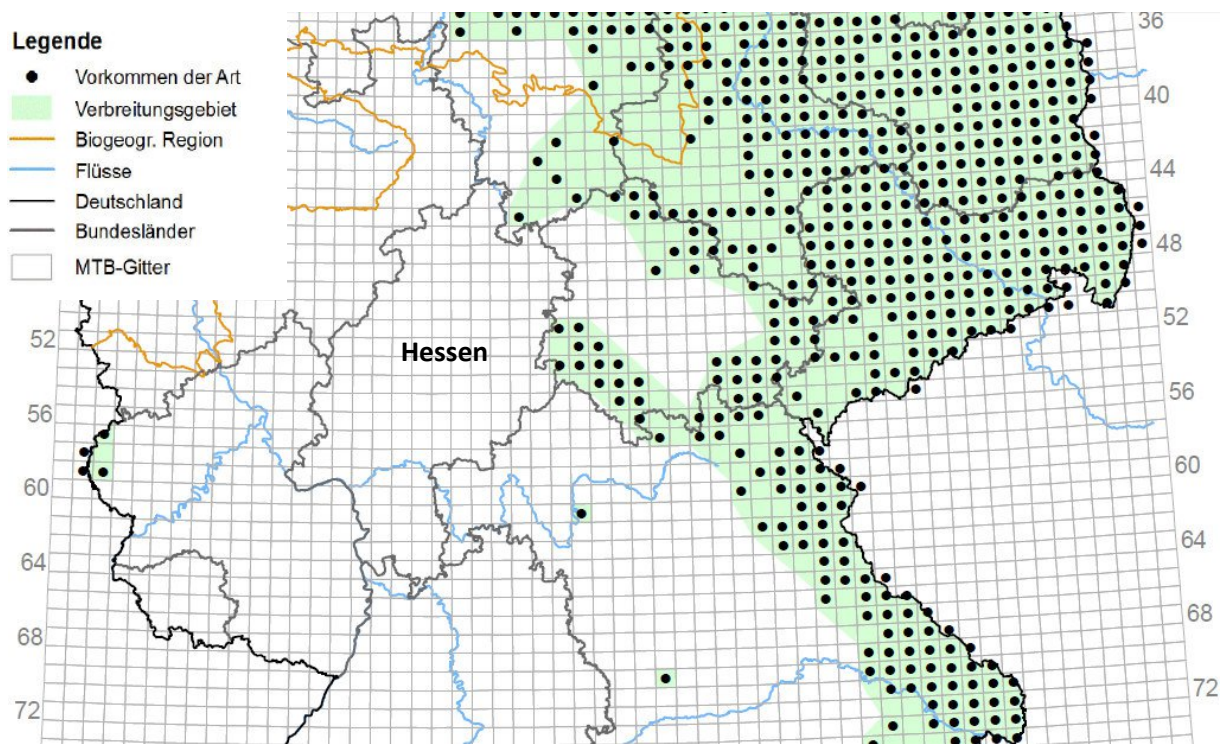 Legende
Vorkommen der Art
Verbreitungsgebiet
Biogeogr. Region
Flüsse
Deutschland
Bundesländer
MTB-Gitter
Hessen
36
40
44
48
52
56
60
64
68
72
52
56
60
64
68
72